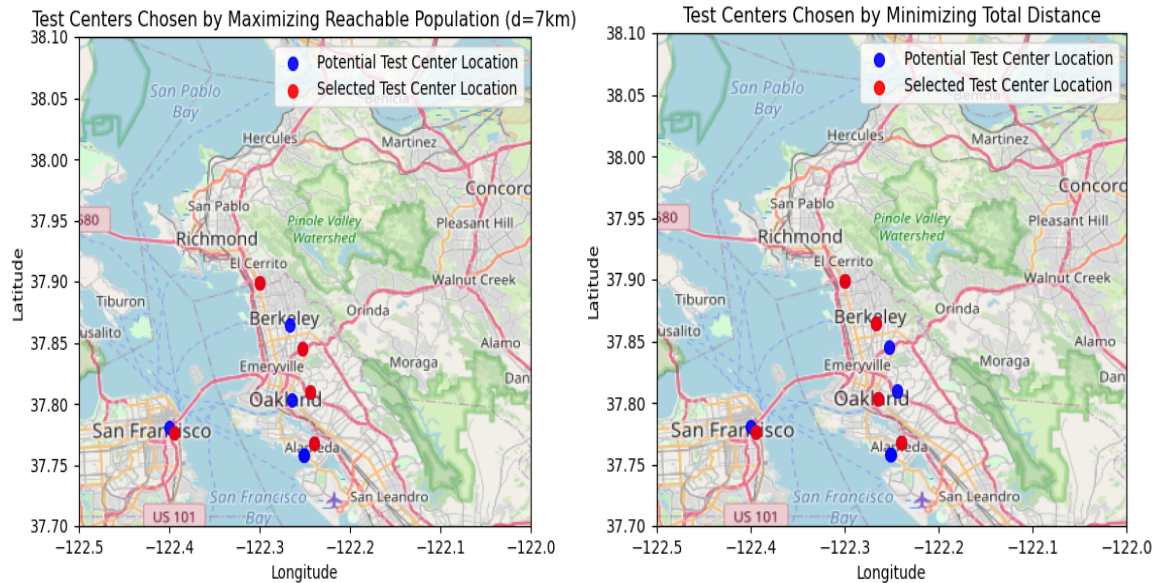 Test Centers Chosen by Maximizing Reachable Population (d=7km)
38.10
38.05
38.00
37.95
37.90
37.85
37.80
37.75
37.70
Latitude
Potential Test Center Location
Selected Test Center Location
San Pablo
Bay
Benicia
Hercules
Martinez
Concord
San Pablo
Pinole Valley
Watershed
Pleasant Hill
580
Richmond
El Cerrito
Walnut Creek
Tiburon
Berkeley
Orinda
usalito
Alamo
Moraga
Emeryville
Dan
Oakland
San Francisco
Alameda
San Francisco
Bay
San Leandro
US 101
−122.5
−122.4
−122.3
−122.2
−122.1
−122.0
Longitude
Test Centers Chosen by Minimizing Total Distance
38.10
38.05
38.00
37.95
37.90
37.85
37.80
37.75
37.70
Latitude
Potential Test Center Location
Selected Test Center Location
San Pablo
Bay
Benicia
Hercules
Martinez
Concord
San Pablo
Pinole Valley
Watershed
Pleasant Hill
580
Richmond
El Cerrito
Walnut Creek
Tiburon
Berkeley
Orinda
usalito
Alamo
Moraga
Emeryville
Dan
Oakland
San Francisco
Alameda
San Francisco
Bay
San Leandro
US 101
−122.5
−122.4
−122.3
−122.2
−122.1
−122.0
Longitude